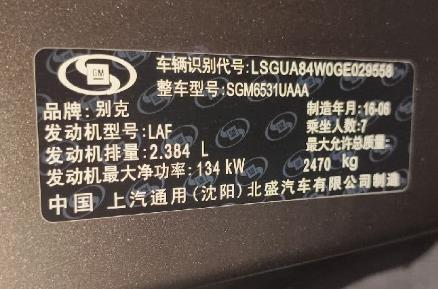 GM
车辆识别代号:LSGUA84W0GE029558
整车型号:SGM6531UAAA
品牌:别克 制造年月:16-06
发动机型号:LAF 乘坐人数:7
发动机排量:2.384 L 最大允许总质量:
发动机最大净功率:134 kW 2470 kg
中国 上汽通用(沈阳)北盛汽车有限公司制造